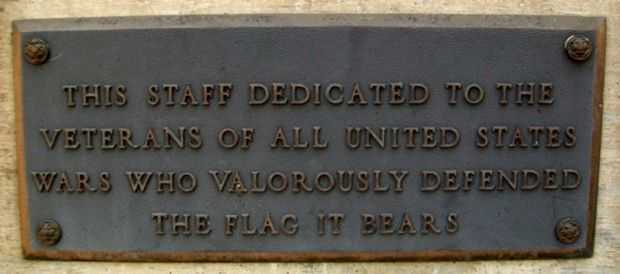 THIS STAFF DEDICATED TO THE
VETERANS OF ALL UNITED STATES
WARS WHO VALOROUSLY DEFENDED
THE FLAG IT BEARS